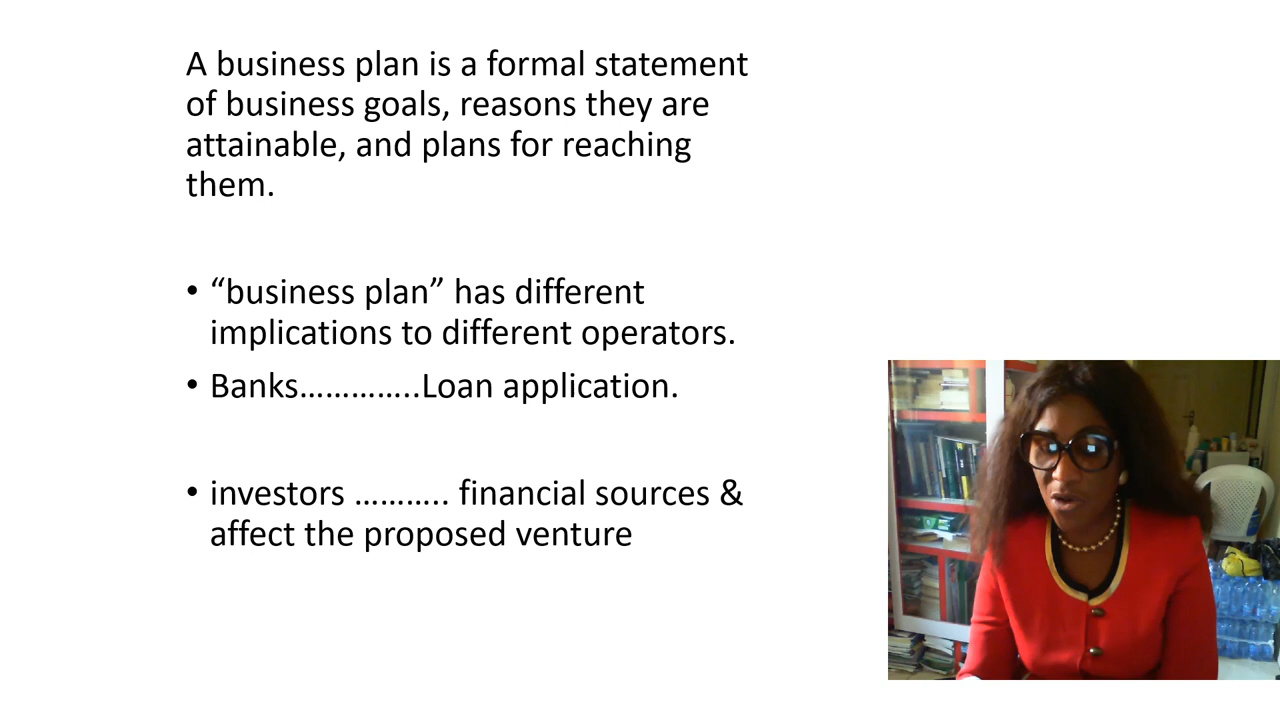 A business plan is a formal statement
of business goals, reasons they are
attainable, and plans for reaching
them.
• “business plan” has different
implications to different operators.
• Banks…………..Loan application.
• investors ……….. financial sources &
affect the proposed venture